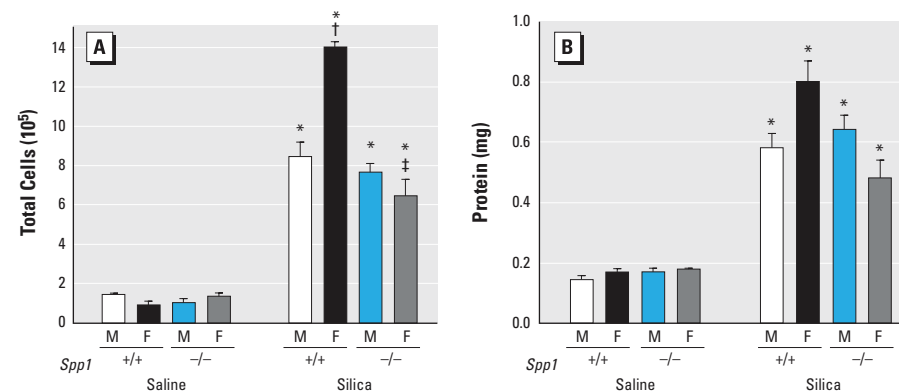 A
Total Cells (10⁵)
14
12
10
8
6
4
2
0
*
*
†
*
*
‡
M F M F M F M F
Spp1 +/+ −/− +/+ −/−
Saline Silica
B
Protein (mg)
1.0
0.8
0.6
0.4
0.2
0.0
*
*
*
*
M F M F M F M F
Spp1 +/+ −/− +/+ −/−
Saline Silica